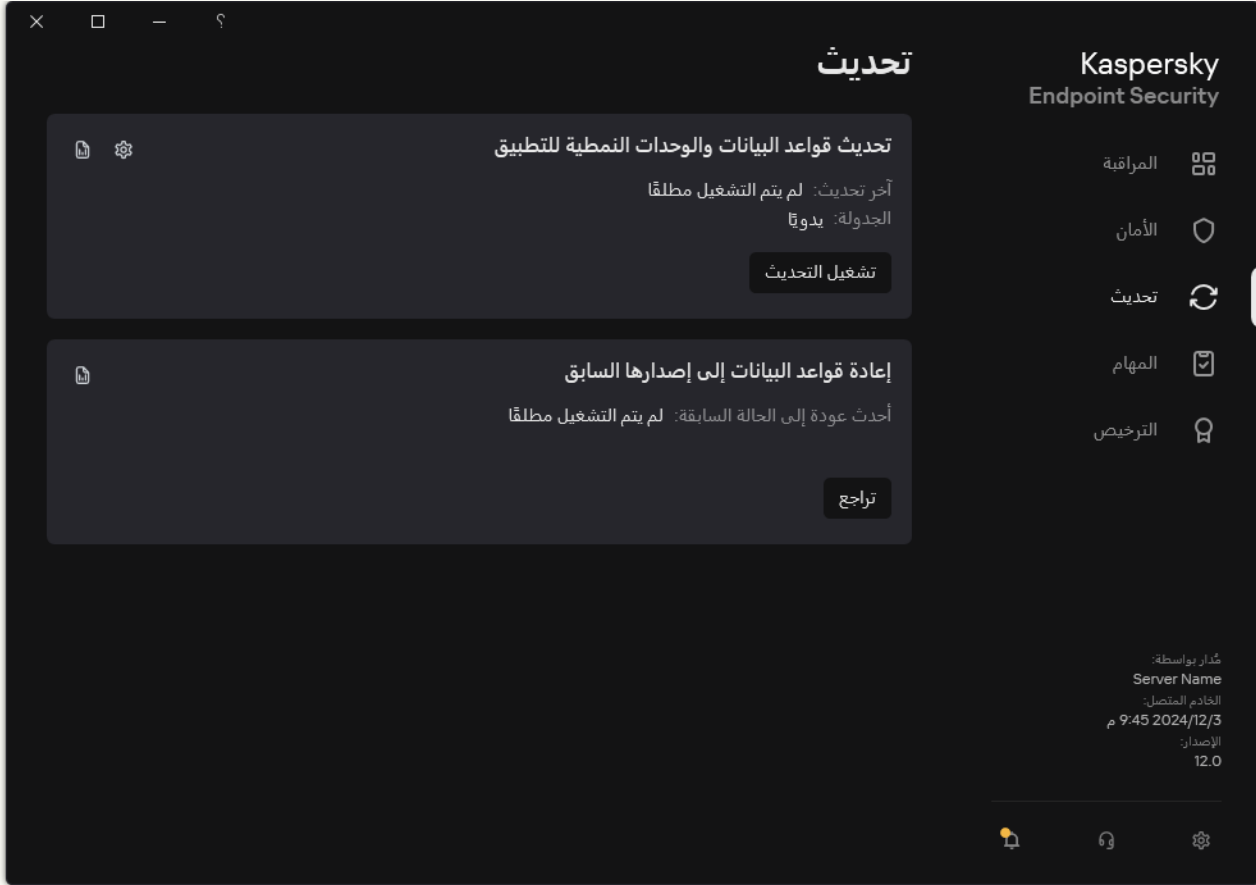 ؟
Kaspersky
Endpoint Security
المراقبة
الأمان
تحديث
المهام
الترخيص
مُدار بواسطة:
Server Name
الخادم المتصل:
2024/12/3 9:45 م
الإصدار:
12.0
تحديث
تحديث قواعد البيانات والوحدات النمطية للتطبيق
آخر تحديث: لم يتم التشغيل مطلقًا
الجدولة: يدويًا
تشغيل التحديث
إعادة قواعد البيانات إلى إصدارها السابق
أحدث عودة إلى الحالة السابقة: لم يتم التشغيل مطلقًا
تراجع